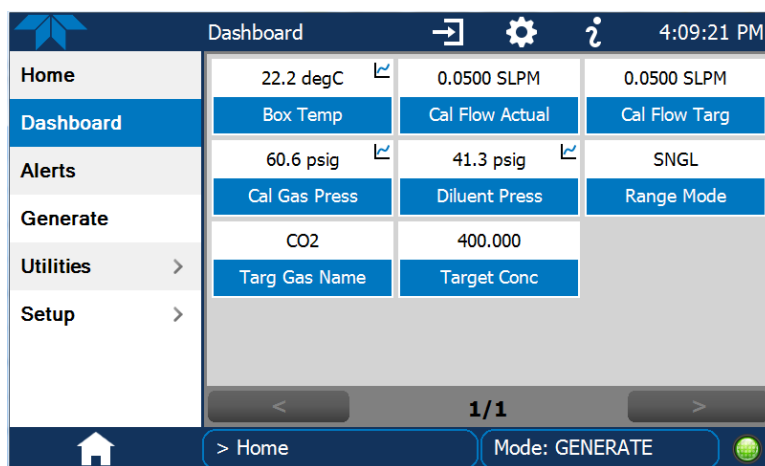 Dashboard 4:09:21 PM
Home
Dashboard
Alerts
Generate
Utilities >
Setup >
22.2 degC 0.0500 SLPM 0.0500 SLPM
Box Temp Cal Flow Actual Cal Flow Targ
60.6 psig 41.3 psig SNGL
Cal Gas Press Diluent Press Range Mode
CO2 400.000
Targ Gas Name Target Conc
< 1/1 >
> Home Mode: GENERATE